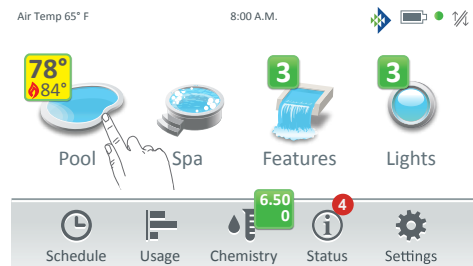 Air Temp 65° F
8:00 A.M.
78°
84°
3
3
Pool
Spa
Features
Lights
6.50
0
4
Schedule
Usage
Chemistry
Status
Settings